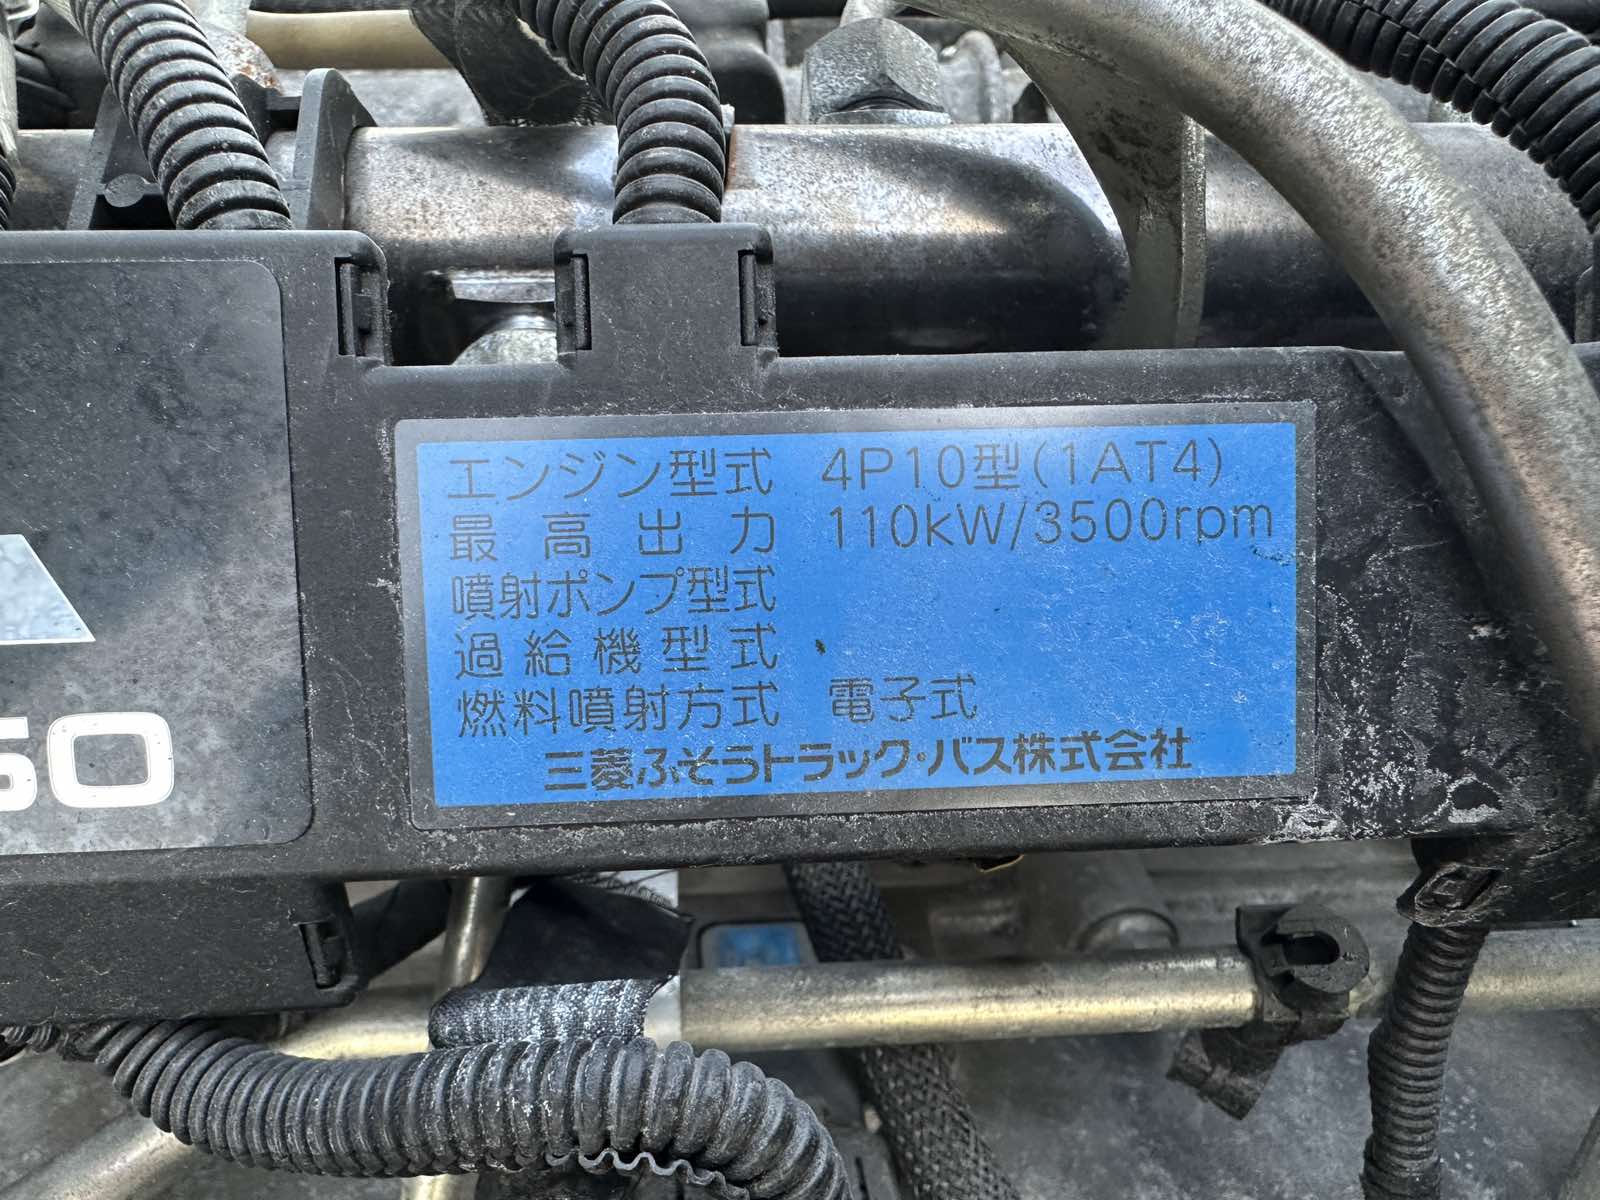 エンジン型式 4P10型(1AT4)
最高出力 110kW/3500rpm
噴射ポンプ型式
過給機型式
燃料噴射方式 電子式
三菱ふそうトラック・バス株式会社
50